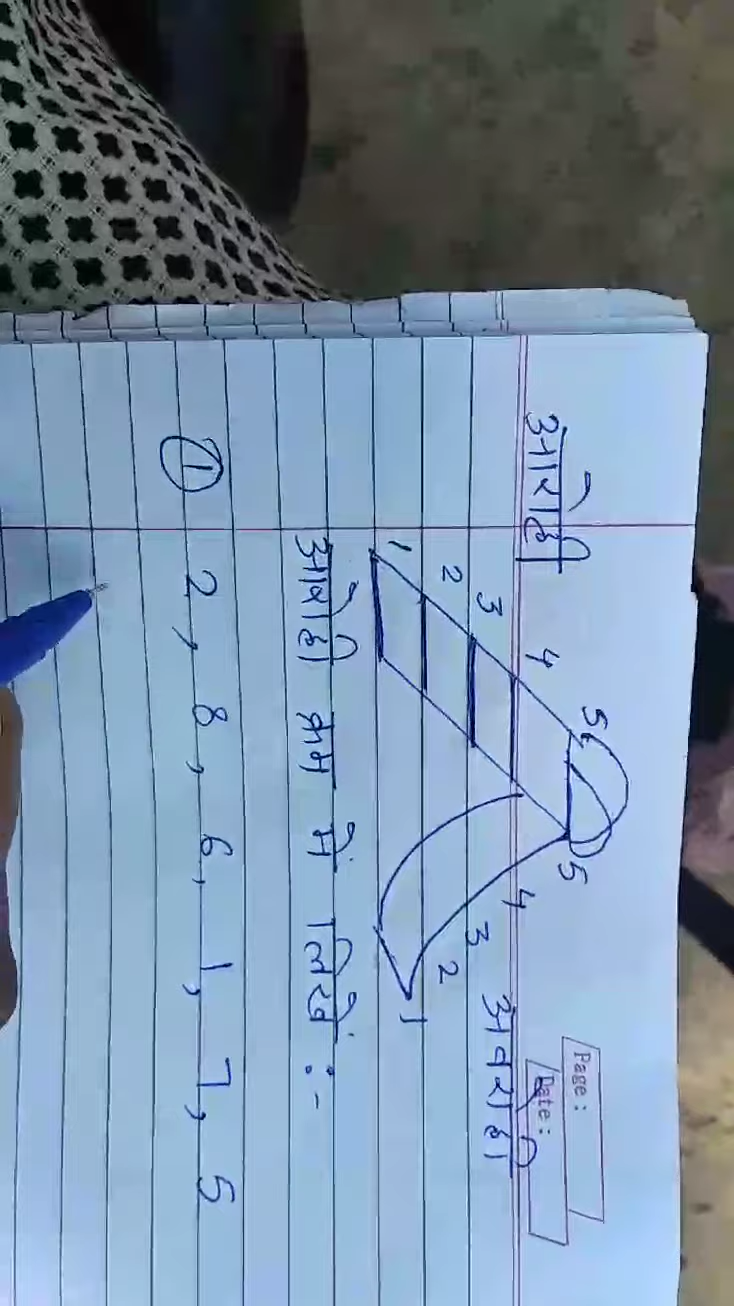 Page:
Date:
आरोही
5 5
4 4
3 3
2 2
1 1
अवरोही
आरोही क्रम में लिखें :-
① 2, 8, 6, 1, 7, 5